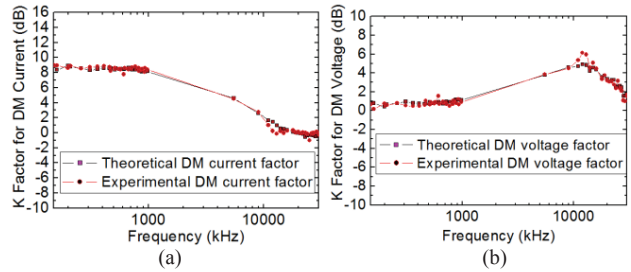 K Factor for DM Current (dB)
16
14
12
10
8
6
4
2
0
-2
-4
-6
-8
-10
Theoretical DM current factor
Experimental DM current factor
1000
10000
Frequency (kHz)
(a)
K Factor for DM Voltage (dB)
10
8
6
4
2
0
-2
-4
-6
-8
-10
Theoretical DM voltage factor
Experimental DM voltage factor
1000
10000
Frequency (kHz)
(b)